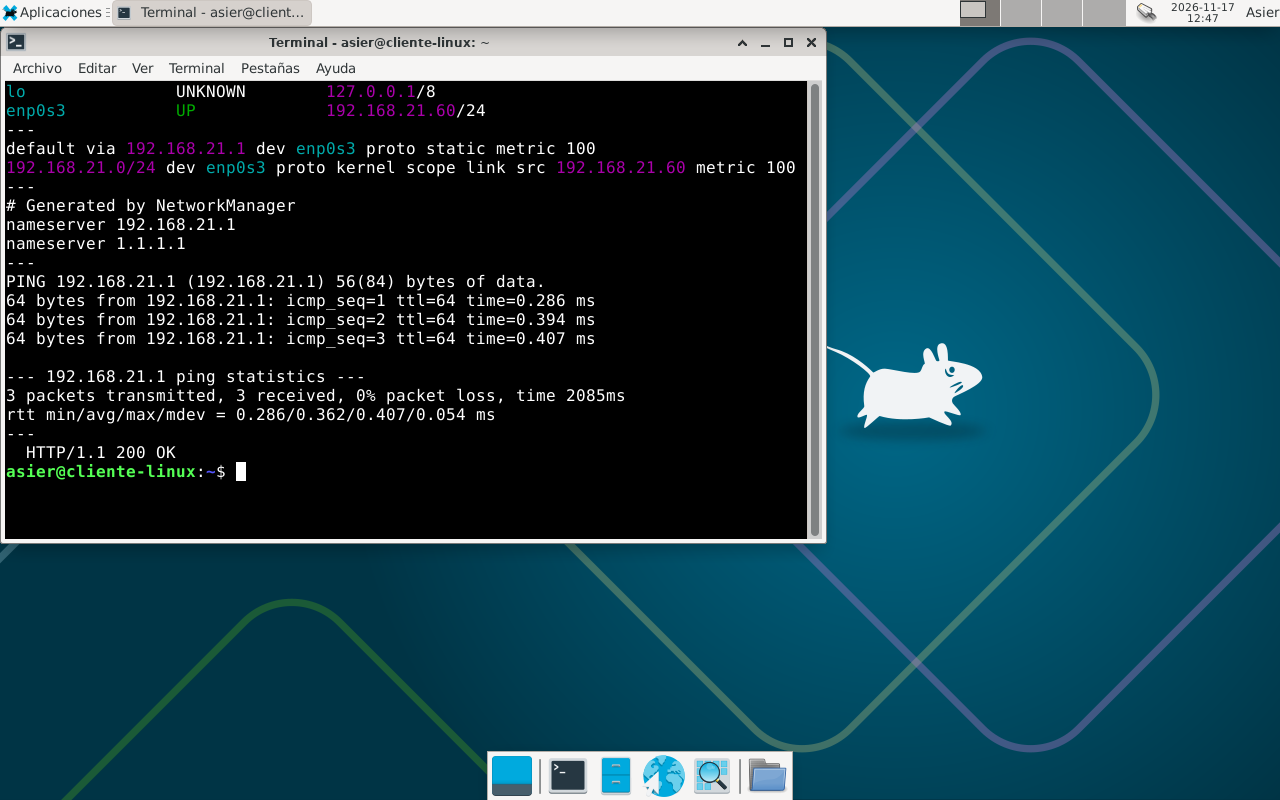 Aplicaciones
Terminal - asier@client...
2026-11-17
12:47
Asier
Terminal - asier@cliente-linux: ~
Archivo Editar Ver Terminal Pestañas Ayuda
lo UNKNOWN 127.0.0.1/8
enp0s3 UP 192.168.21.60/24
---
default via 192.168.21.1 dev enp0s3 proto static metric 100
192.168.21.0/24 dev enp0s3 proto kernel scope link src 192.168.21.60 metric 100
---
# Generated by NetworkManager
nameserver 192.168.21.1
nameserver 1.1.1.1
---
PING 192.168.21.1 (192.168.21.1) 56(84) bytes of data.
64 bytes from 192.168.21.1: icmp_seq=1 ttl=64 time=0.286 ms
64 bytes from 192.168.21.1: icmp_seq=2 ttl=64 time=0.394 ms
64 bytes from 192.168.21.1: icmp_seq=3 ttl=64 time=0.407 ms
--- 192.168.21.1 ping statistics ---
3 packets transmitted, 3 received, 0% packet loss, time 2085ms
rtt min/avg/max/mdev = 0.286/0.362/0.407/0.054 ms
---
HTTP/1.1 200 OK
asier@cliente-linux:~$